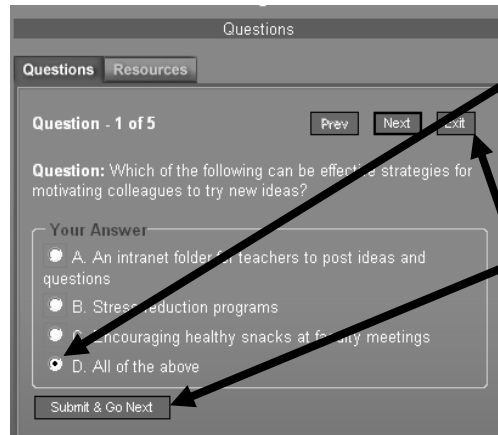 Questions
Questions Resources
Question - 1 of 5 Prev Next Exit
Question: Which of the following can be effective strategies for
motivating colleagues to try new ideas?
Your Answer
A. An intranet folder for teachers to post ideas and
questions
B. Stress reduction programs
C. Encouraging healthy snacks at faculty meetings
D. All of the above
Submit & Go Next